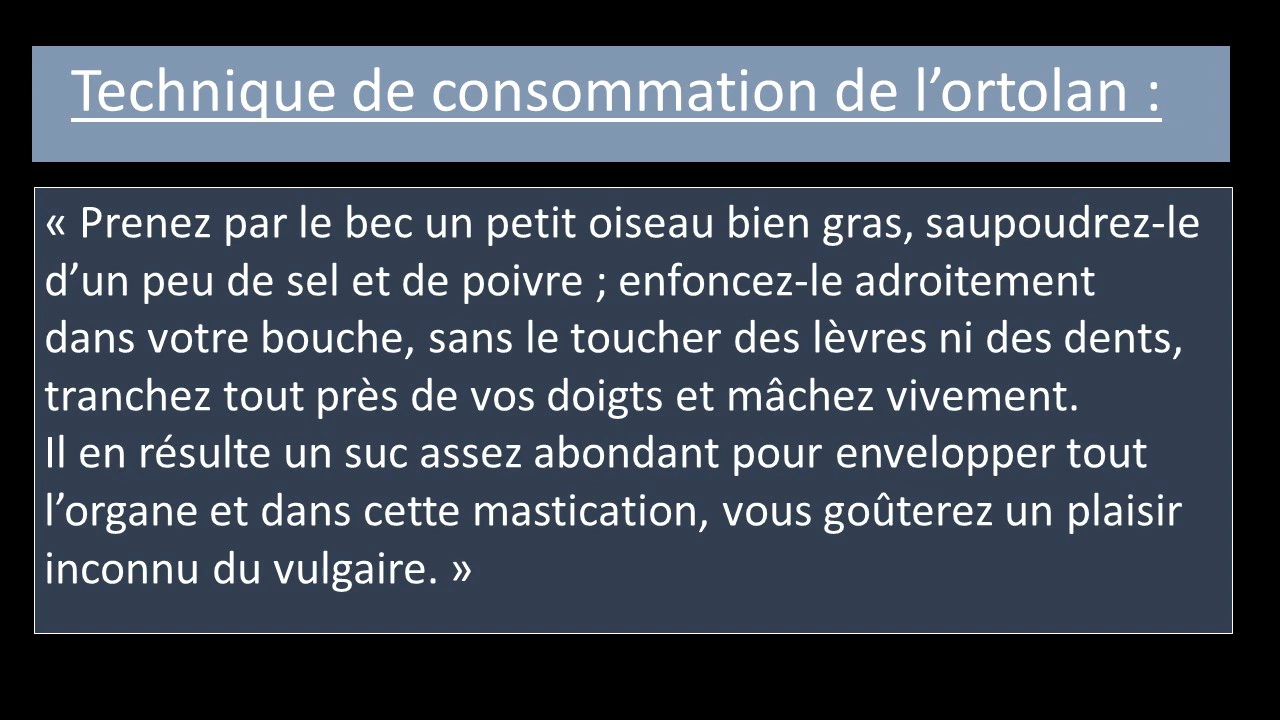 Technique de consommation de l’ortolan :
« Prenez par le bec un petit oiseau bien gras, saupoudrez-le
d’un peu de sel et de poivre ; enfoncez-le adroitement
dans votre bouche, sans le toucher des lèvres ni des dents,
tranchez tout près de vos doigts et mâchez vivement.
Il en résulte un suc assez abondant pour envelopper tout
l’organe et dans cette mastication, vous goûterez un plaisir
inconnu du vulgaire. »